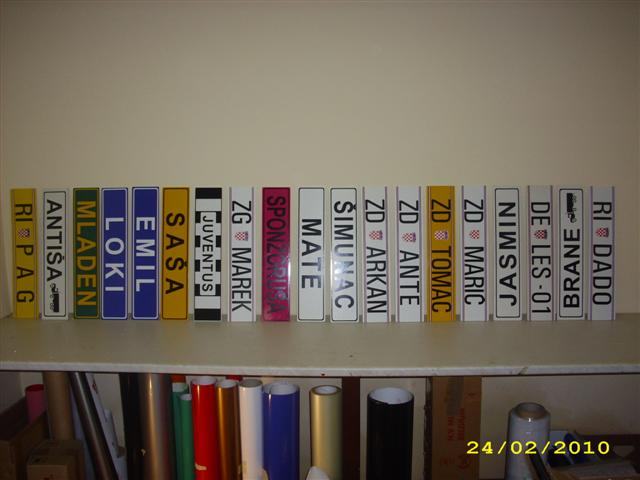 RI PAG
ANTIŠA
MLADEN
LOKI
EMIL
SAŠA
JUVENTUS
ZG MAREK
SPONZORUŠA
MATE
ŠIMUNAC
ZD ARKAN
ZD ANTE
ZD TOMAC
ZD MARIC
JASMIN
DE LES-01
BRANE
RI DADO
24/02/2010